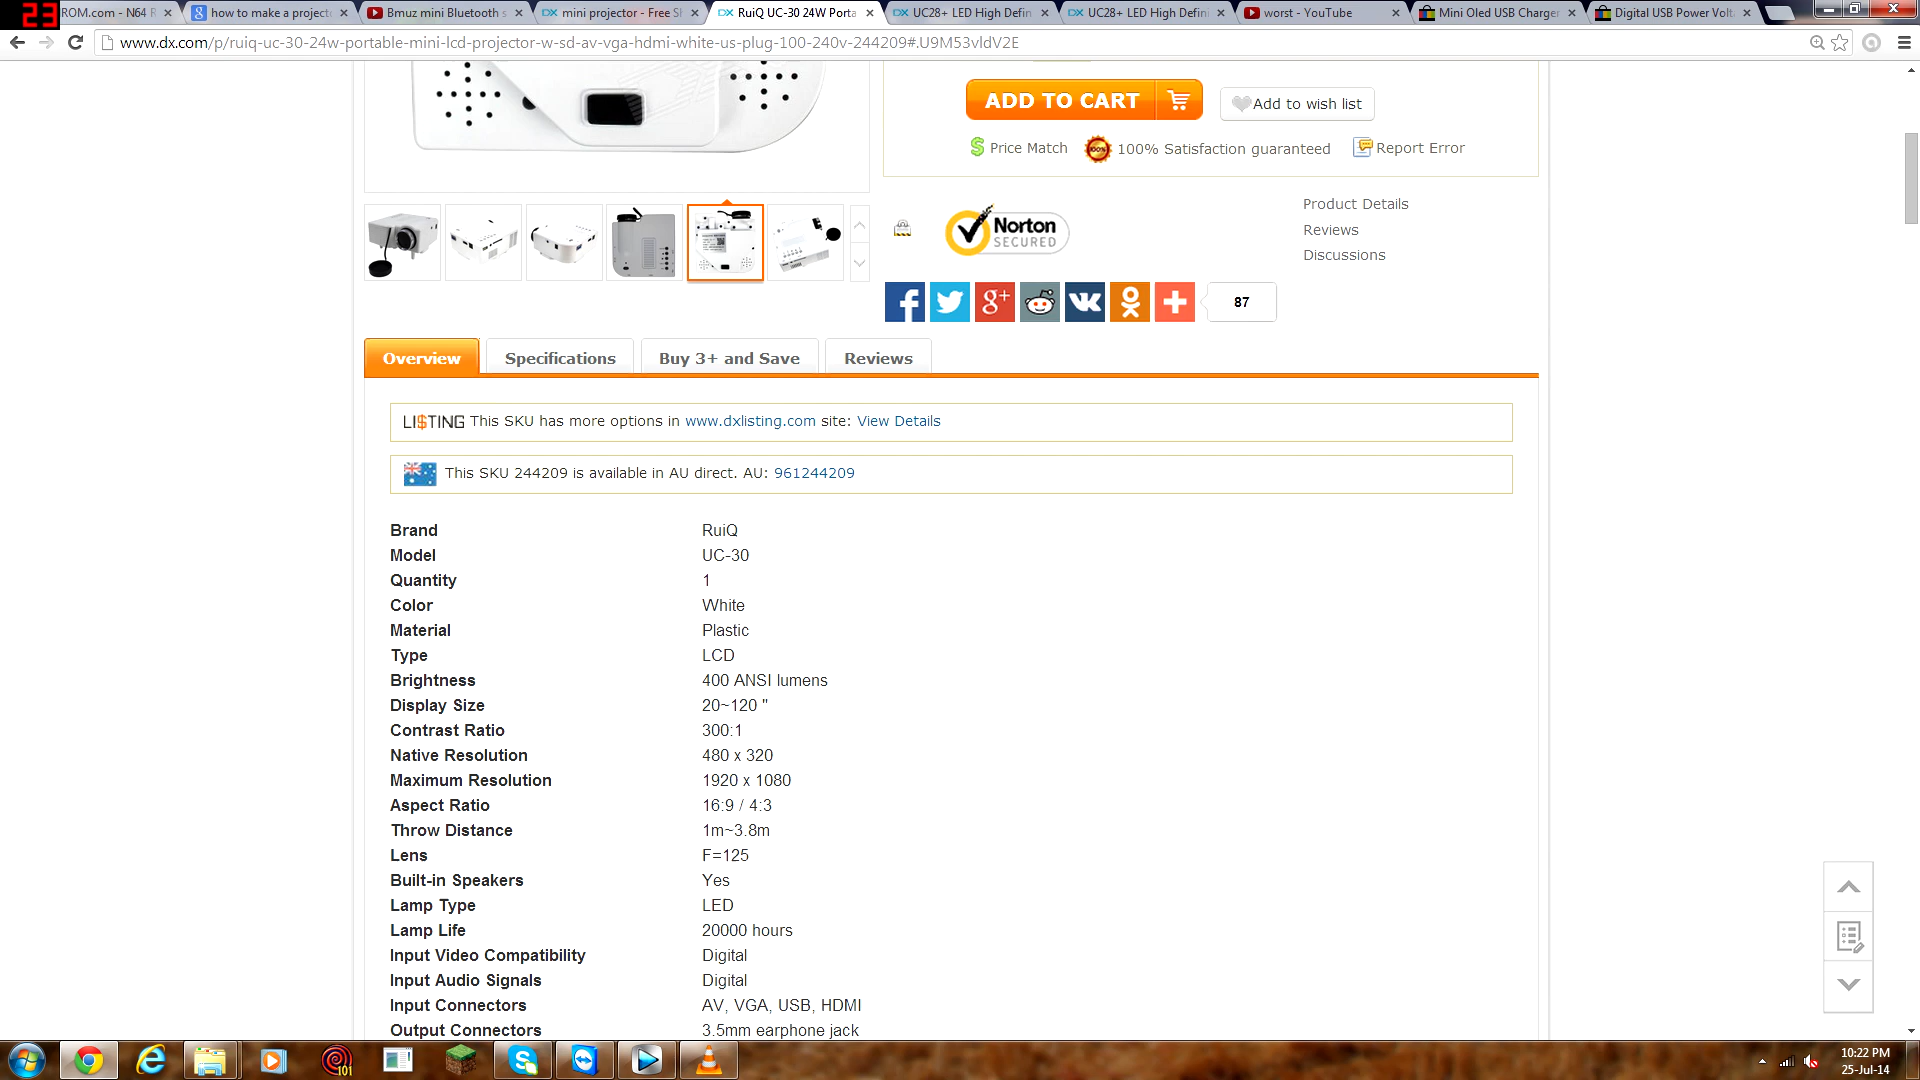 23
ROM.com - N64 R
how to make a projecto
Bmuz mini Bluetooth s
DX mini projector - Free Sh
DX RuiQ UC-30 24W Porta
DX UC28+ LED High Defin
DX UC28+ LED High Defini
worst - YouTube
Mini Oled USB Charger
Digital USB Power Volt
www.dx.com/p/ruiq-uc-30-24w-portable-mini-lcd-projector-w-sd-av-vga-hdmi-white-us-plug-100-240v-244209#.U9M53vldV2E
ADD TO CART
Add to wish list
Price Match
100% Satisfaction guaranteed
Report Error
Norton
SECURED
Product Details
Reviews
Discussions
87
Overview
Specifications
Buy 3+ and Save
Reviews
LI$TING This SKU has more options in www.dxlisting.com site: View Details
This SKU 244209 is available in AU direct. AU: 961244209
Brand RuiQ
Model UC-30
Quantity 1
Color White
Material Plastic
Type LCD
Brightness 400 ANSI lumens
Display Size 20~120 "
Contrast Ratio 300:1
Native Resolution 480 x 320
Maximum Resolution 1920 x 1080
Aspect Ratio 16:9 / 4:3
Throw Distance 1m~3.8m
Lens F=125
Built-in Speakers Yes
Lamp Type LED
Lamp Life 20000 hours
Input Video Compatibility Digital
Input Audio Signals Digital
Input Connectors AV, VGA, USB, HDMI
Output Connectors 3.5mm earphone jack
101
10:22 PM
25-Jul-14